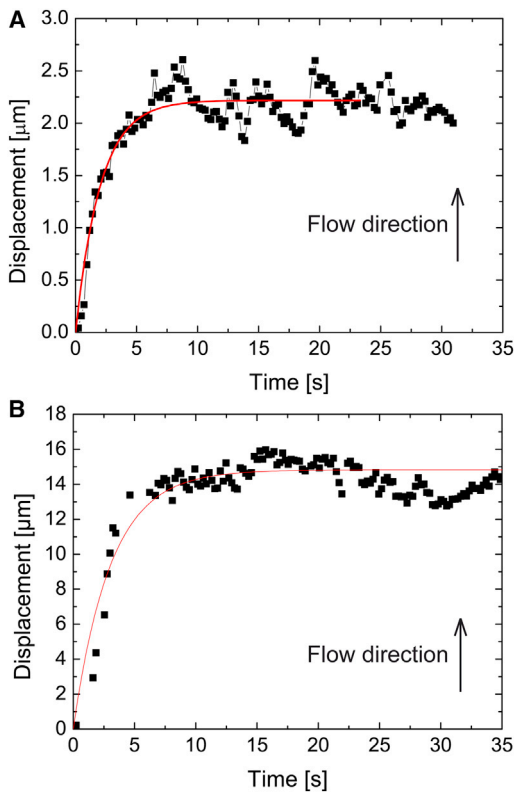 A
3.0
2.5
2.0
1.5
1.0
0.5
0.0
Displacement [μm]
Flow direction
0 5 10 15 20 25 30 35
Time [s]
B
18
16
14
12
10
8
6
4
2
0
Displacement [μm]
Flow direction
0 5 10 15 20 25 30 35
Time [s]